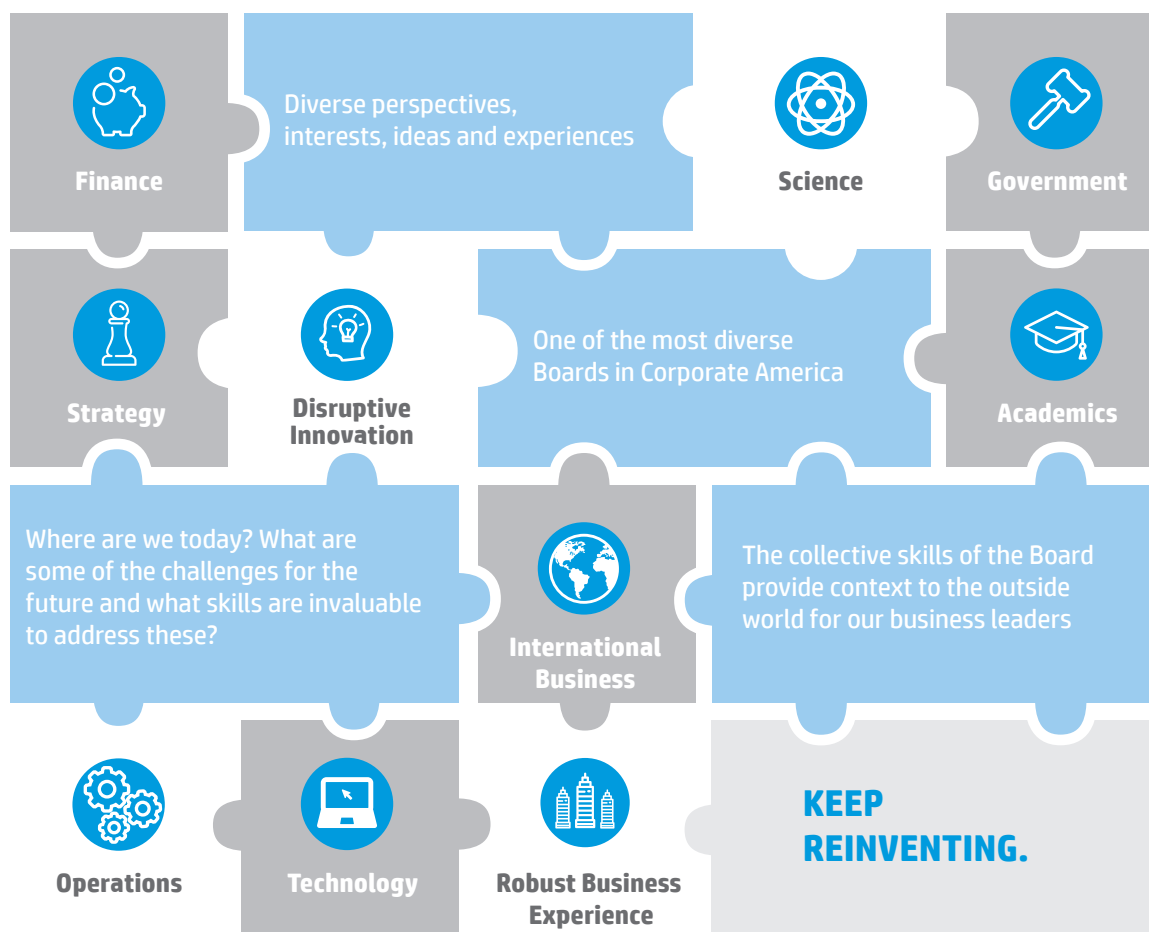 Diverse perspectives,
interests, ideas and experiences
Finance
Science
Government
One of the most diverse
Boards in Corporate America
Strategy
Disruptive
Innovation
Academics
Where are we today? What are
some of the challenges for the
future and what skills are invaluable
to address these?
International
Business
The collective skills of the Board
provide context to the outside
world for our business leaders
Operations
Technology
Robust Business
Experience
KEEP
REINVENTING.